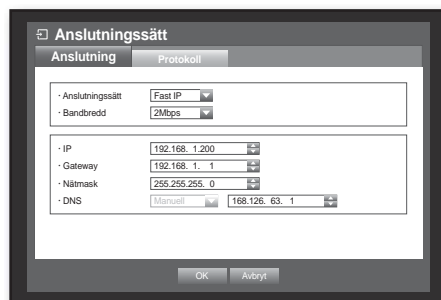 Anslutningssätt
Anslutning Protokoll
· Anslutningssätt Fast IP
· Bandbredd 2Mbps
· IP 192.168. 1.200
· Gateway 192.168. 1. 1
· Nätmask 255.255.255. 0
· DNS Manuell 168.126. 63. 1
OK Avbryt